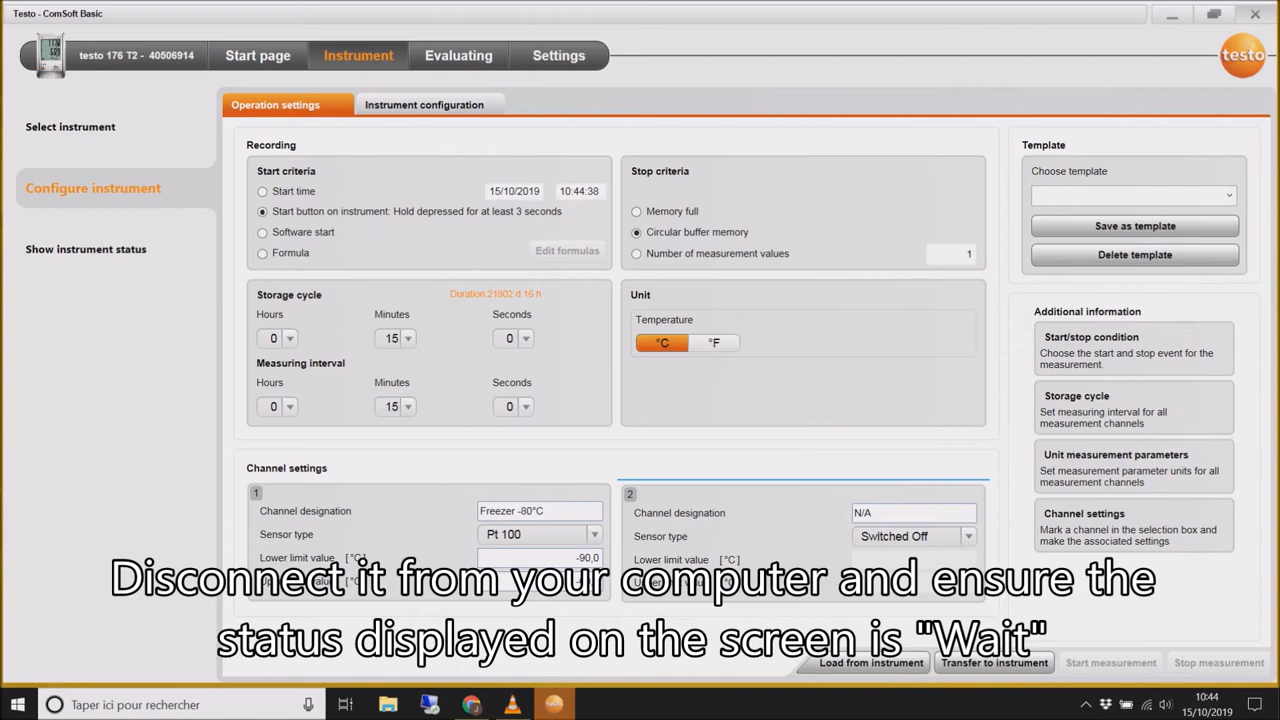 Testo - ComSoft Basic
testo 176 T2 - 40506914
Start page
Instrument
Evaluating
Settings
testo
Select instrument
Configure instrument
Show instrument status
Operation settings
Instrument configuration
Recording
Start criteria
Start time
15/10/2019
10:44:38
Start button on instrument: Hold depressed for at least 3 seconds
Software start
Formula
Edit formulas
Stop criteria
Memory full
Circular buffer memory
Number of measurement values
1
Storage cycle
Duration:21802 d 16 h
Hours
Minutes
Seconds
0
15
0
Measuring interval
Hours
Minutes
Seconds
0
15
0
Unit
Temperature
°C
°F
Channel settings
1
Channel designation
Freezer -80°C
Sensor type
Pt 100
Lower limit value [°C]
-90,0
2
Channel designation
N/A
Sensor type
Switched Off
Lower limit value [°C]
Template
Choose template
Save as template
Delete template
Additional information
Start/stop condition
Choose the start and stop event for the
measurement.
Storage cycle
Set measuring interval for all
measurement channels
Unit measurement parameters
Set measurement parameter units for all
measurement channels
Channel settings
Mark a channel in the selection box and
make the associated settings
Disconnect it from your computer and ensure the
status displayed on the screen is "Wait"
Load from instrument
Transfer to instrument
Start measurement
Stop measurement
Taper ici pour rechercher
testo
10:44
15/10/2019